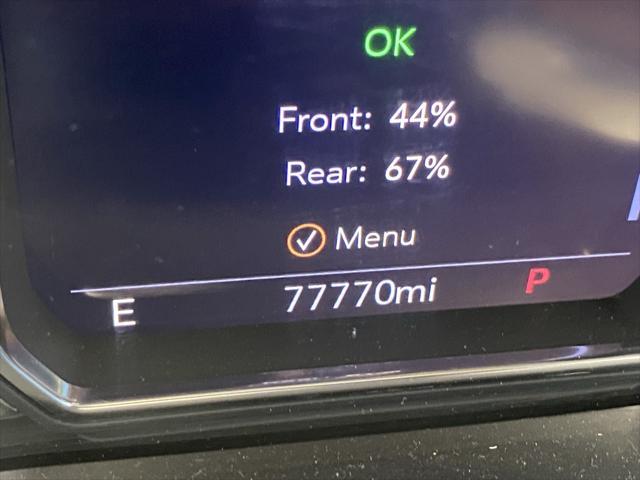 OK
Front: 44%
Rear: 67%
Menu
E 77770mi P